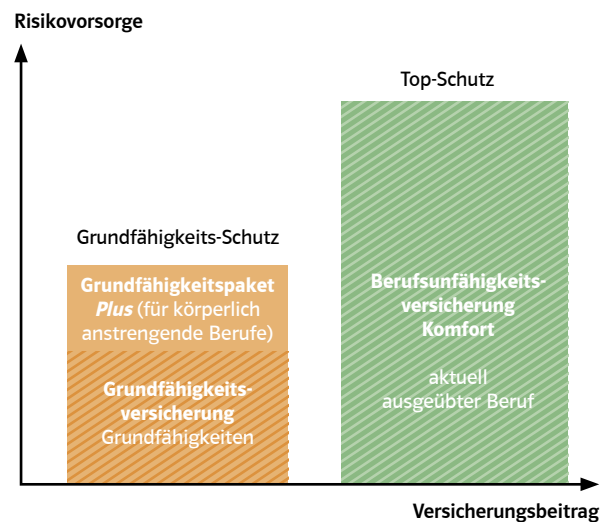 Risikovorsorge
Top-Schutz
Grundfähigkeits-Schutz
Grundfähigkeitspaket
Plus (für körperlich
anstrengende Berufe)
Grundfähigkeits-
versicherung
Grundfähigkeiten
Berufsunfähigkeits-
versicherung
Komfort
aktuell
ausgeübter Beruf
Versicherungsbeitrag